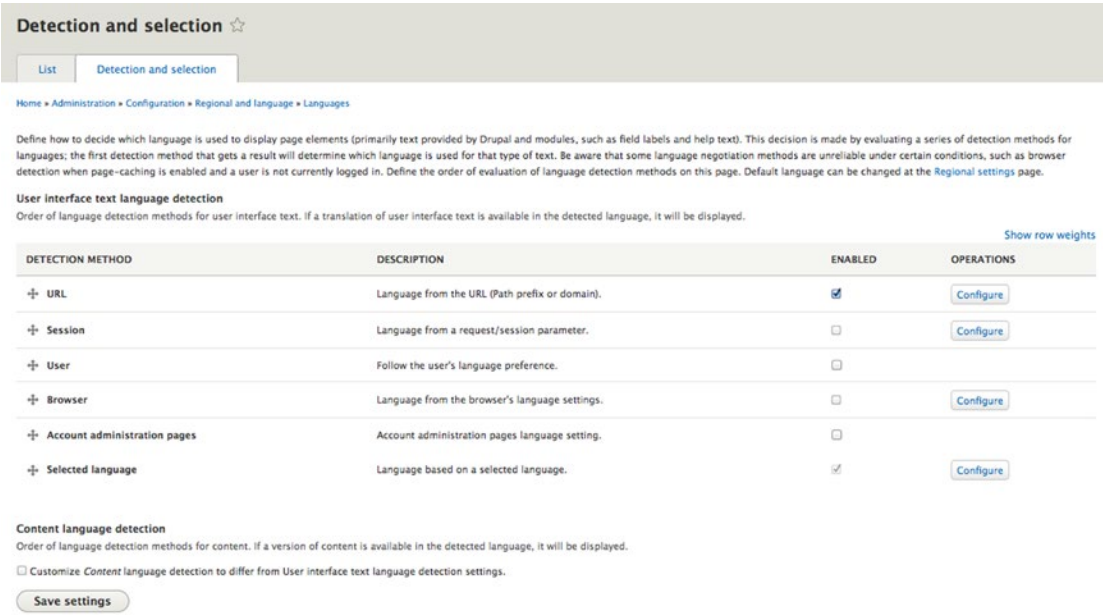 Detection and selection
List Detection and selection
Home » Administration » Configuration » Regional and language » Languages
Define how to decide which language is used to display page elements (primarily text provided by Drupal and modules, such as field labels and help text). This decision is made by evaluating a series of detection methods for
languages; the first detection method that gets a result will determine which language is used for that type of text. Be aware that some language negotiation methods are unreliable under certain conditions, such as browser
detection when page-caching is enabled and a user is not currently logged in. Define the order of evaluation of language detection methods on this page. Default language can be changed at the Regional settings page.
User interface text language detection
Order of language detection methods for user interface text. If a translation of user interface text is available in the detected language, it will be displayed.
Show row weights
DETECTION METHOD DESCRIPTION ENABLED OPERATIONS
URL Language from the URL (Path prefix or domain). Configure
Session Language from a request/session parameter. Configure
User Follow the user's language preference.
Browser Language from the browser's language settings. Configure
Account administration pages Account administration pages language setting.
Selected language Language based on a selected language. Configure
Content language detection
Order of language detection methods for content. If a version of content is available in the detected language, it will be displayed.
Customize Content language detection to differ from User interface text language detection settings.
Save settings